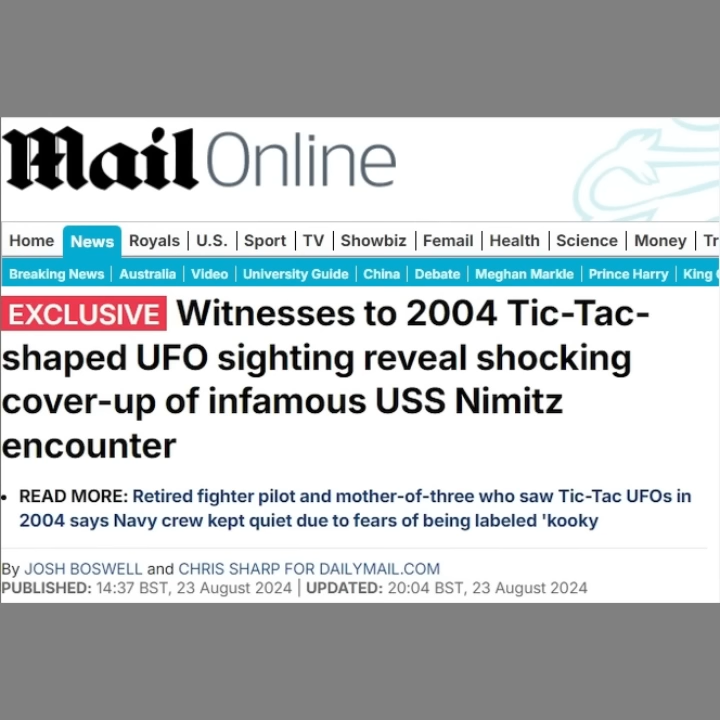 Mail Online
Home News Royals U.S. Sport TV Showbiz Femail Health Science Money
Breaking News Australia Video University Guide China Debate Meghan Markle Prince Harry King
EXCLUSIVE Witnesses to 2004 Tic-Tac-
shaped UFO sighting reveal shocking
cover-up of infamous USS Nimitz
encounter
• READ MORE: Retired fighter pilot and mother-of-three who saw Tic-Tac UFOs in
2004 says Navy crew kept quiet due to fears of being labeled 'kooky
By JOSH BOSWELL and CHRIS SHARP FOR DAILYMAIL.COM
PUBLISHED: 14:37 BST, 23 August 2024 | UPDATED: 20:04 BST, 23 August 2024